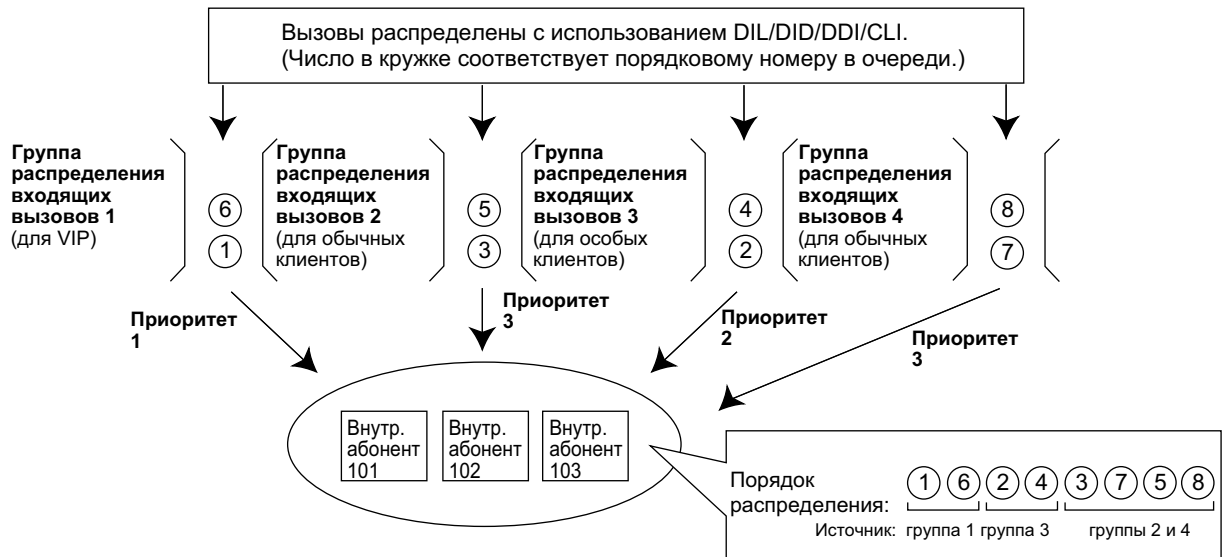 Вызовы распределены с использованием DIL/DID/DDI/CLI.
(Число в кружке соответствует порядковому номеру в очереди.)
Группа
распределения
входящих
вызовов 1
(для VIP)
6
1
Группа
распределения
входящих
вызовов 2
(для обычных
клиентов)
5
3
Группа
распределения
входящих
вызовов 3
(для особых
клиентов)
4
2
Группа
распределения
входящих
вызовов 4
(для обычных
клиентов)
8
7
Приоритет
1
Приоритет
3
Приоритет
2
Приоритет
3
Внутр.
абонент
101
Внутр.
абонент
102
Внутр.
абонент
103
Порядок
распределения:
1 6 2 4 3 7 5 8
Источник: группа 1 группа 3 группы 2 и 4